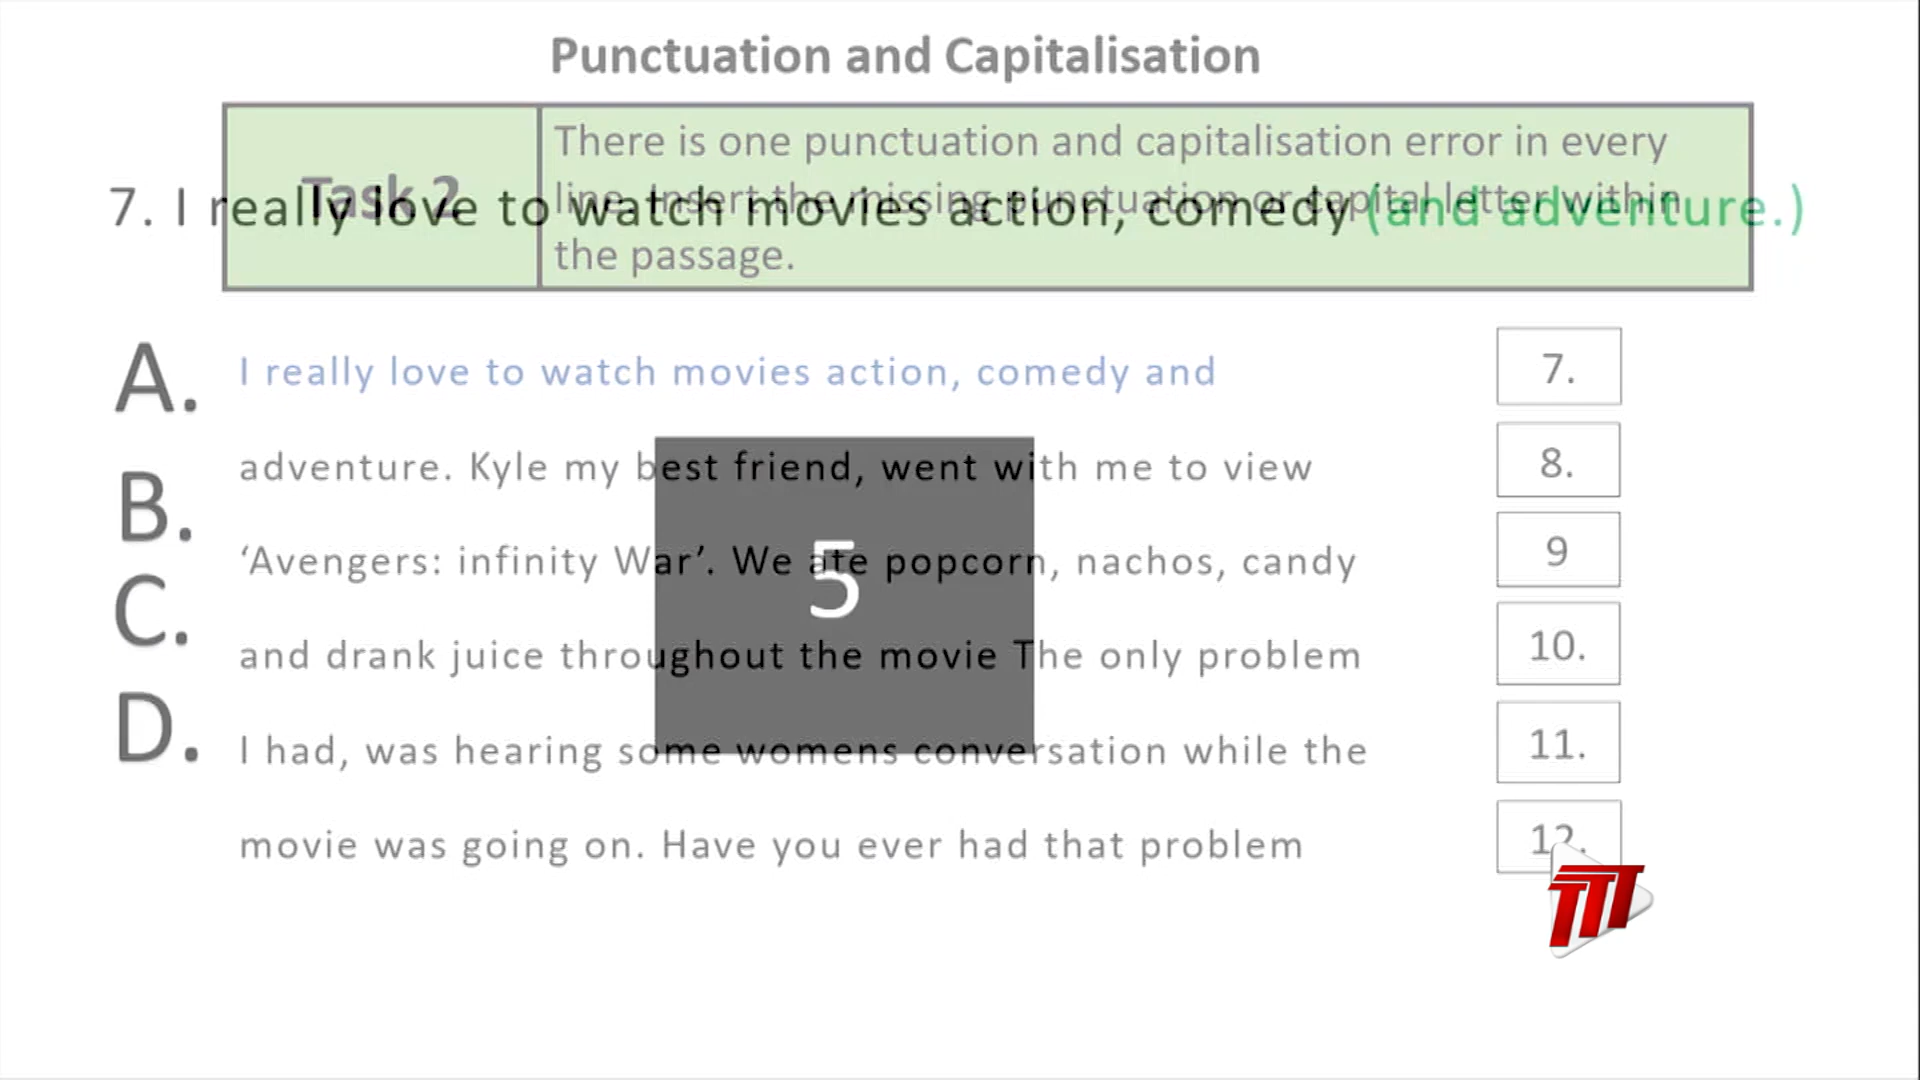 Punctuation and Capitalisation
Task 2
There is one punctuation and capitalisation error in every
line. Insert the missing punctuation or capital letter within
the passage.
7. I really love to watch movies action, comedy (and adventure.)
A.
I really love to watch movies action, comedy and
7.
B.
adventure. Kyle my best friend, went with me to view
8.
C.
‘Avengers: infinity War’. We ate popcorn, nachos, candy
9
5
D.
and drank juice throughout the movie The only problem
10.
I had, was hearing some womens conversation while the
11.
movie was going on. Have you ever had that problem
12.
TTT